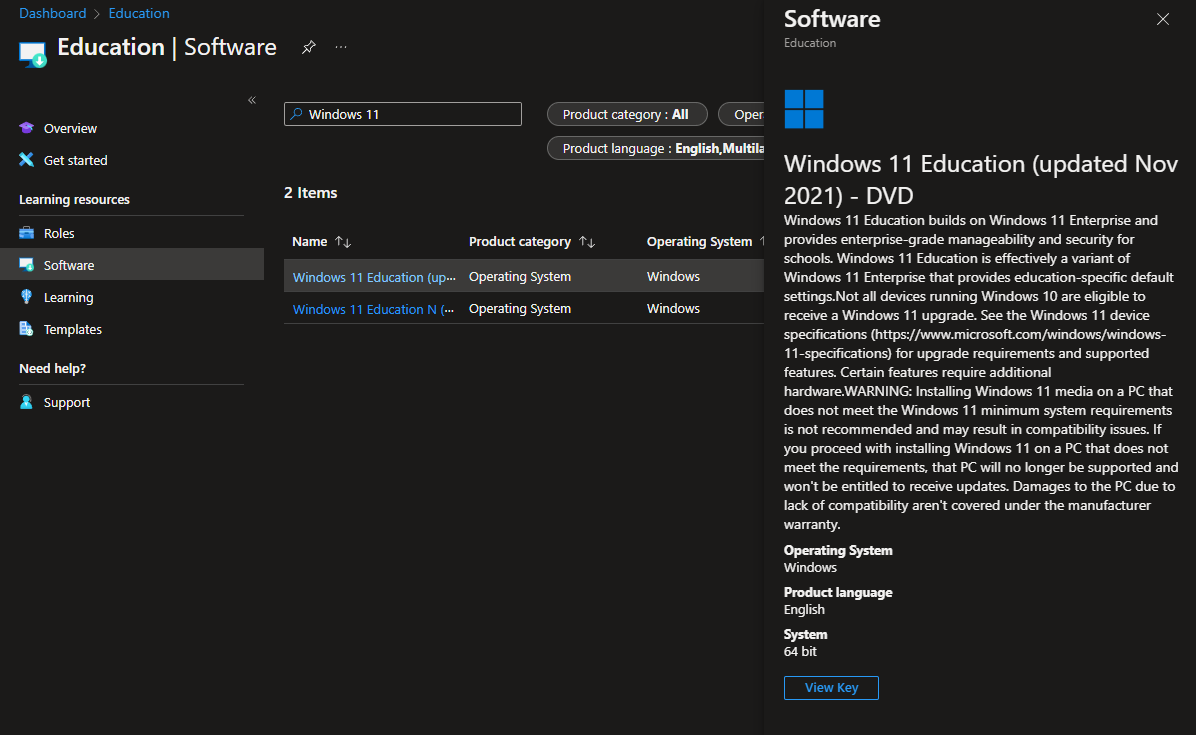 Dashboard > Education
Education | Software
...
«
Overview
Get started
Learning resources
Roles
Software
Learning
Templates
Need help?
Support
Windows 11
Product category : All
Oper
Product language : English,Multila
2 Items
Name ↑↓ Product category ↑↓ Operating System ↑
Windows 11 Education (up... Operating System Windows
Windows 11 Education N (... Operating System Windows
Software
Education
Windows 11 Education (updated Nov
2021) - DVD
Windows 11 Education builds on Windows 11 Enterprise and
provides enterprise-grade manageability and security for
schools. Windows 11 Education is effectively a variant of
Windows 11 Enterprise that provides education-specific default
settings.Not all devices running Windows 10 are eligible to
receive a Windows 11 upgrade. See the Windows 11 device
specifications (https://www.microsoft.com/windows/windows-
11-specifications) for upgrade requirements and supported
features. Certain features require additional
hardware.WARNING: Installing Windows 11 media on a PC that
does not meet the Windows 11 minimum system requirements
is not recommended and may result in compatibility issues. If
you proceed with installing Windows 11 on a PC that does not
meet the requirements, that PC will no longer be supported and
won't be entitled to receive updates. Damages to the PC due to
lack of compatibility aren't covered under the manufacturer
warranty.
Operating System
Windows
Product language
English
System
64 bit
View Key